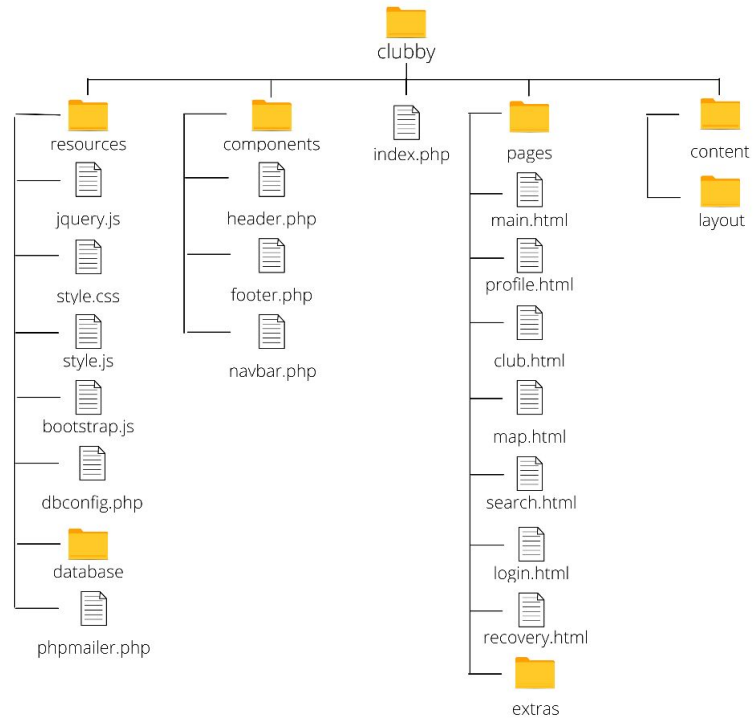 clubby
resources
jquery.js
style.css
style.js
bootstrap.js
dbconfig.php
database
phpmailer.php
components
header.php
footer.php
navbar.php
index.php
pages
main.html
profile.html
club.html
map.html
search.html
login.html
recovery.html
extras
content
layout